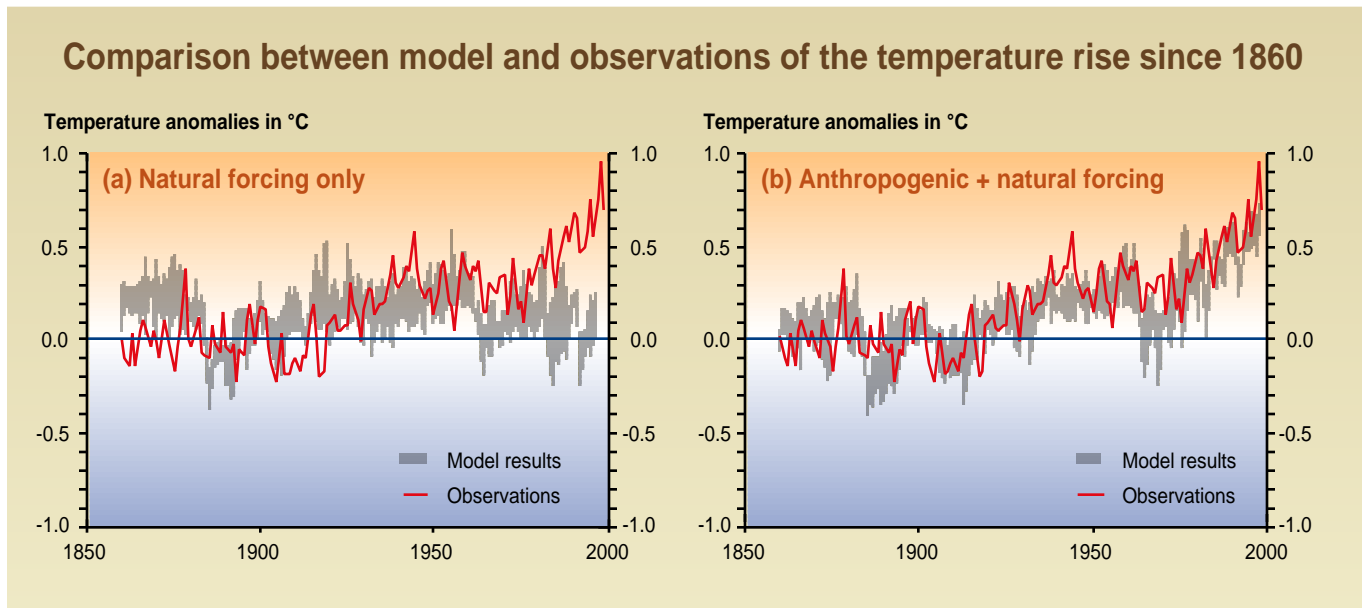 Comparison between model and observations of the temperature rise since 1860
Temperature anomalies in °C
1.0
0.5
0.0
-0.5
-1.0
(a) Natural forcing only
1.0
0.5
0.0
-0.5
-1.0
Model results
Observations
1850 1900 1950 2000
Temperature anomalies in °C
1.0
0.5
0.0
-0.5
-1.0
(b) Anthropogenic + natural forcing
1.0
0.5
0.0
-0.5
-1.0
Model results
Observations
1850 1900 1950 2000